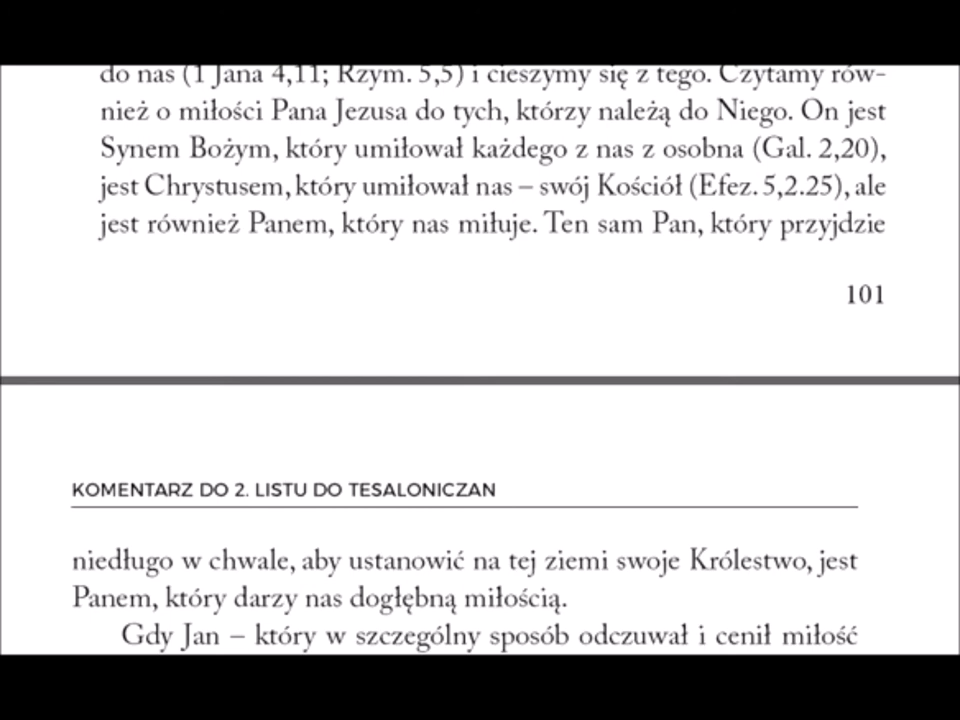 do nas (1 Jana 4,11; Rzym. 5,5) i cieszymy się z tego. Czytamy rów-
nież o miłości Pana Jezusa do tych, którzy należą do Niego. On jest
Synem Bożym, który umiłował każdego z nas z osobna (Gal. 2,20),
jest Chrystusem, który umiłował nas – swój Kościół (Efez. 5,2.25), ale
jest również Panem, który nas miłuje. Ten sam Pan, który przyjdzie
101
KOMENTARZ DO 2. LISTU DO TESALONICZAN
niedługo w chwale, aby ustanowić na tej ziemi swoje Królestwo, jest
Panem, który darzy nas dogłębną miłością.
Gdy Jan – który w szczególny sposób odczuwał i cenił miłość